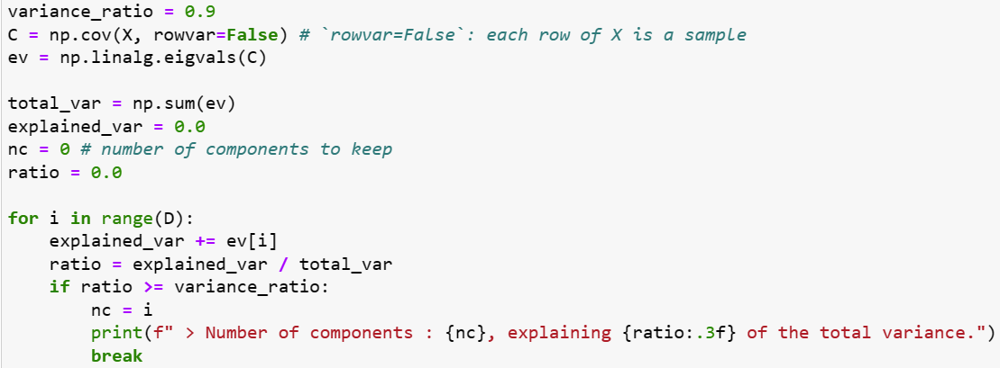 variance_ratio = 0.9
C = np.cov(X, rowvar=False) # `rowvar=False`: each row of X is a sample
ev = np.linalg.eigvals(C)

total_var = np.sum(ev)
explained_var = 0.0
nc = 0 # number of components to keep
ratio = 0.0

for i in range(D):
    explained_var += ev[i]
    ratio = explained_var / total_var
    if ratio >= variance_ratio:
        nc = i
        print(f" > Number of components : {nc}, explaining {ratio:.3f} of the total variance.")
        break